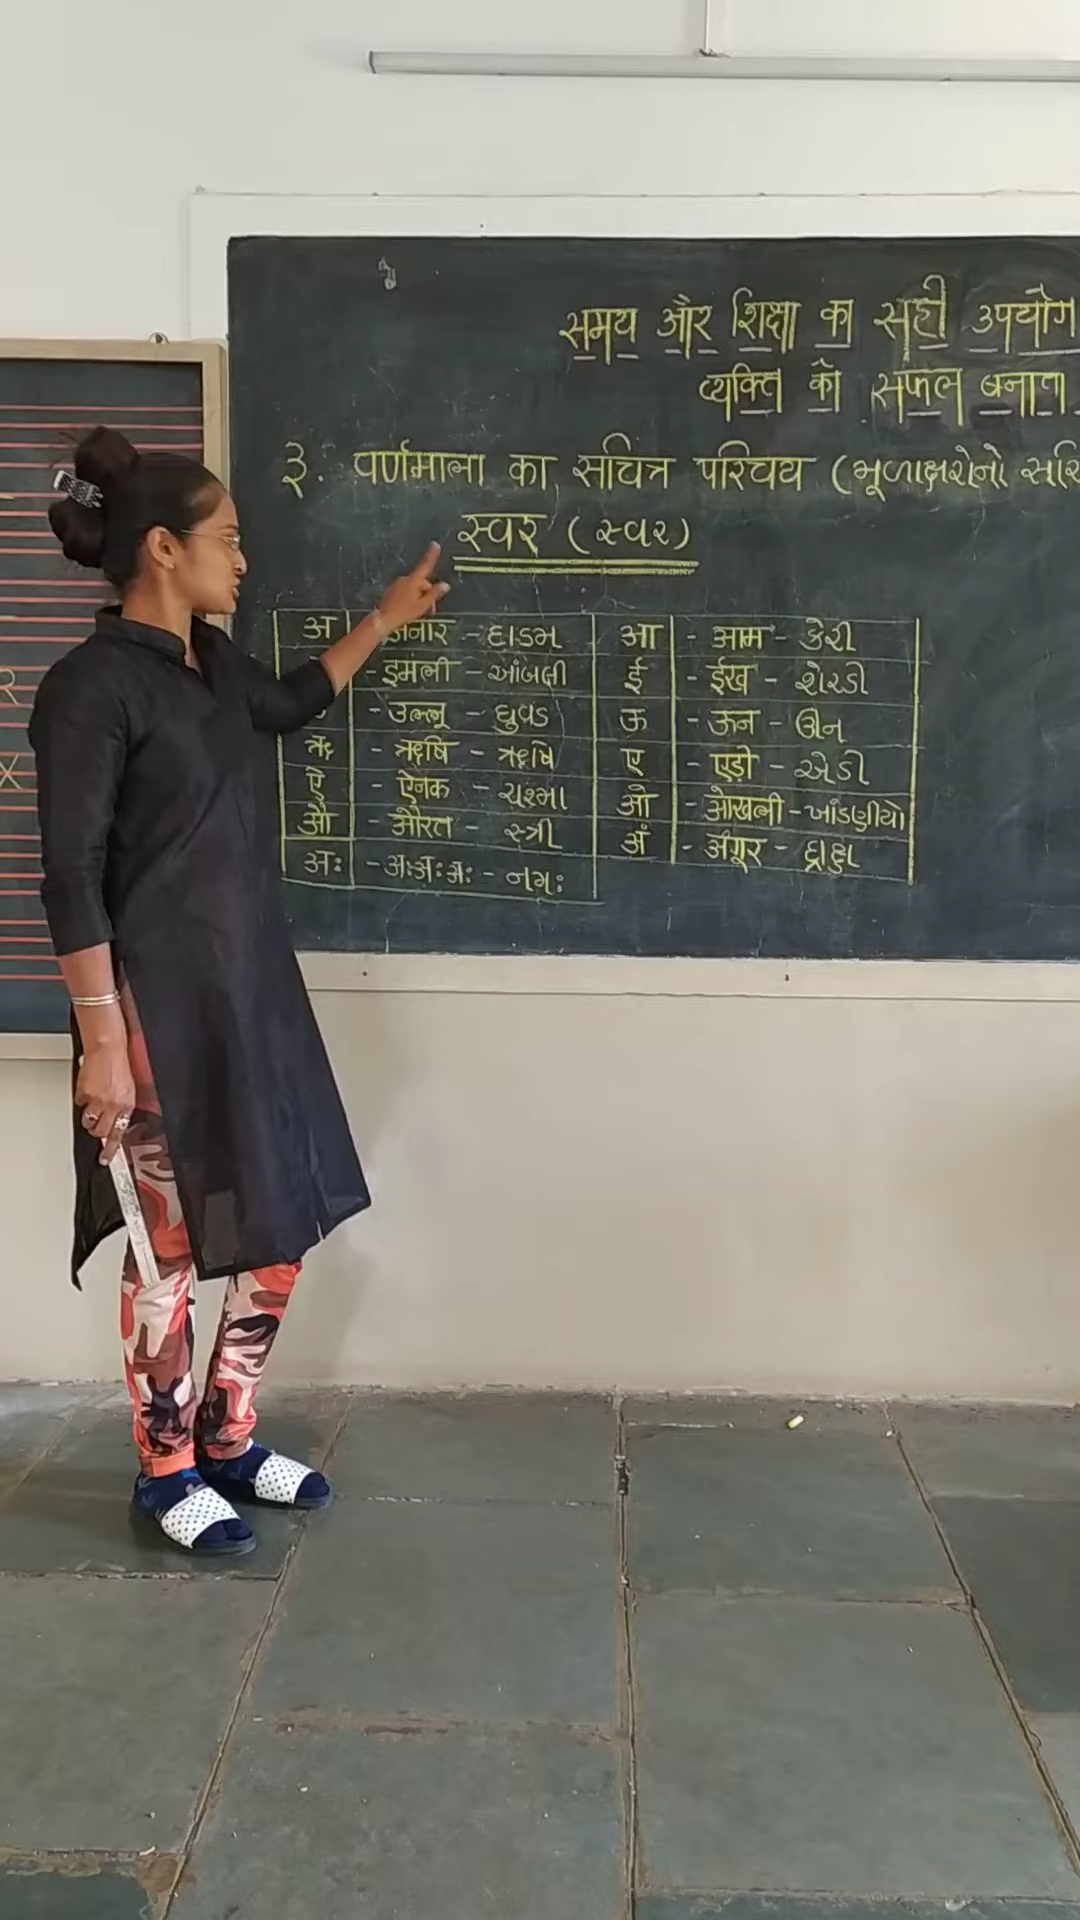 समय और शिक्षा का सही उपयोग
व्यक्ति को सफल बनाता
३. वर्णमाला का सचित्र परिचय (મૂળાક્ષરોનો
स्वर (સ્વર)
अ - अनार - દાડમ आ - आम - કેરી
- इमली - આંબલી ई - ईख - શેરડી
- उल्लू - ઘુવડ ऊ - ऊन - ઊન
ऋ - ऋषि - ઋષિ ए - एड़ी - એડી
ऐ - ऐनक - ચશ્મા ओ - ओखली - ખાંડણીયો
औ - औरत - સ્ત્રી अं - अंगूर - દ્રાક્ષ
अः - अःअःअः - નમઃ